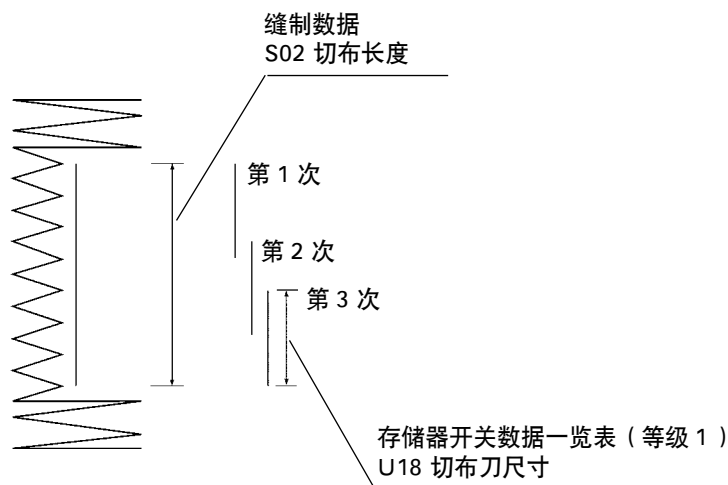 缝制数据
S02 切布长度
第 1 次
第 2 次
第 3 次
存储器开关数据一览表（等级 1）
U18 切布刀尺寸